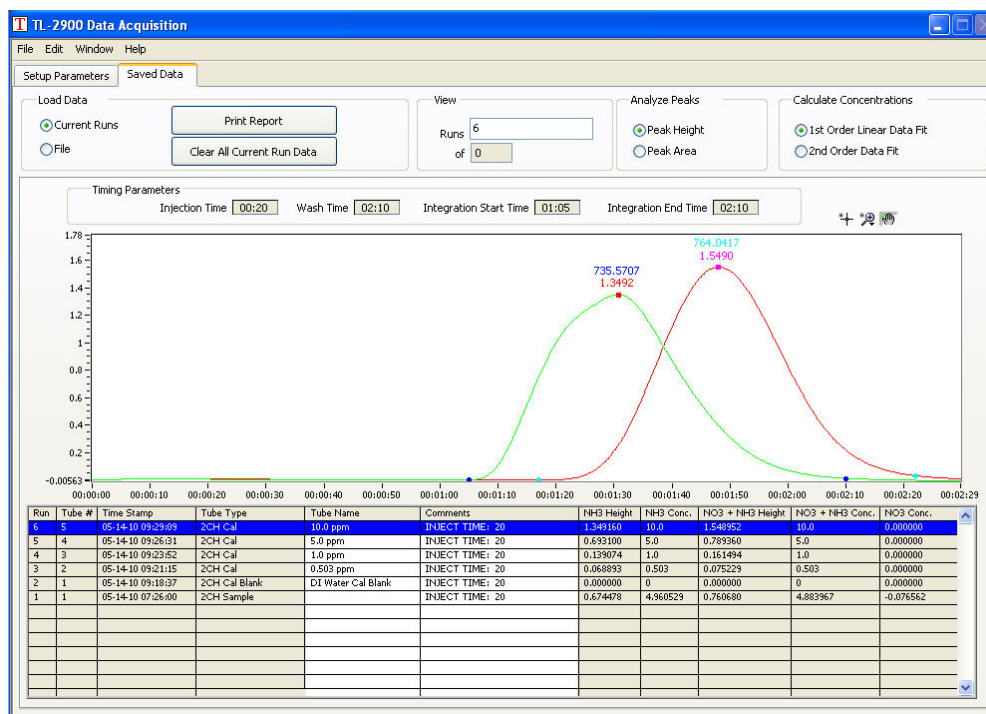 TL-2900 Data Acquisition
File Edit Window Help
Setup Parameters Saved Data
Load Data View Analyze Peaks Calculate Concentrations
Current Runs Print Report Runs 6 Peak Height 1st Order Linear Data Fit
File Clear All Current Run Data of 0 Peak Area 2nd Order Data Fit
Timing Parameters
Injection Time 00:20 Wash Time 02:10 Integration Start Time 01:05 Integration End Time 02:10
1.78
1.6
1.4
1.2
1
0.8
0.6
0.4
0.2
-0.00563
764.0417
1.5490
735.5707
1.3492
00:00:00 00:00:10 00:00:20 00:00:30 00:00:40 00:00:50 00:01:00 00:01:10 00:01:20 00:01:30 00:01:40 00:01:50 00:02:00 00:02:10 00:02:20 00:02:29
Run Tube # Time Stamp Tube Type Tube Name Comments NH3 Height NH3 Conc. NO3 + NH3 Height NO3 + NH3 Conc. NO3 Conc.
6 5 05-14-10 09:29:09 2CH Cal 10.0 ppm INJECT TIME: 20 1.349160 10.0 1.548952 10.0 0.000000
5 4 05-14-10 09:26:31 2CH Cal 5.0 ppm INJECT TIME: 20 0.693100 5.0 0.789360 5.0 0.000000
4 3 05-14-10 09:23:52 2CH Cal 1.0 ppm INJECT TIME: 20 0.139074 1.0 0.161494 1.0 0.000000
3 2 05-14-10 09:21:15 2CH Cal 0.503 ppm INJECT TIME: 20 0.068893 0.503 0.075229 0.503 0.000000
2 1 05-14-10 09:18:37 2CH Cal Blank DI Water Cal Blank INJECT TIME: 20 0.000000 0 0.000000 0 0.000000
1 1 05-14-10 07:26:00 2CH Sample INJECT TIME: 20 0.674478 4.960529 0.760680 4.883967 -0.076562